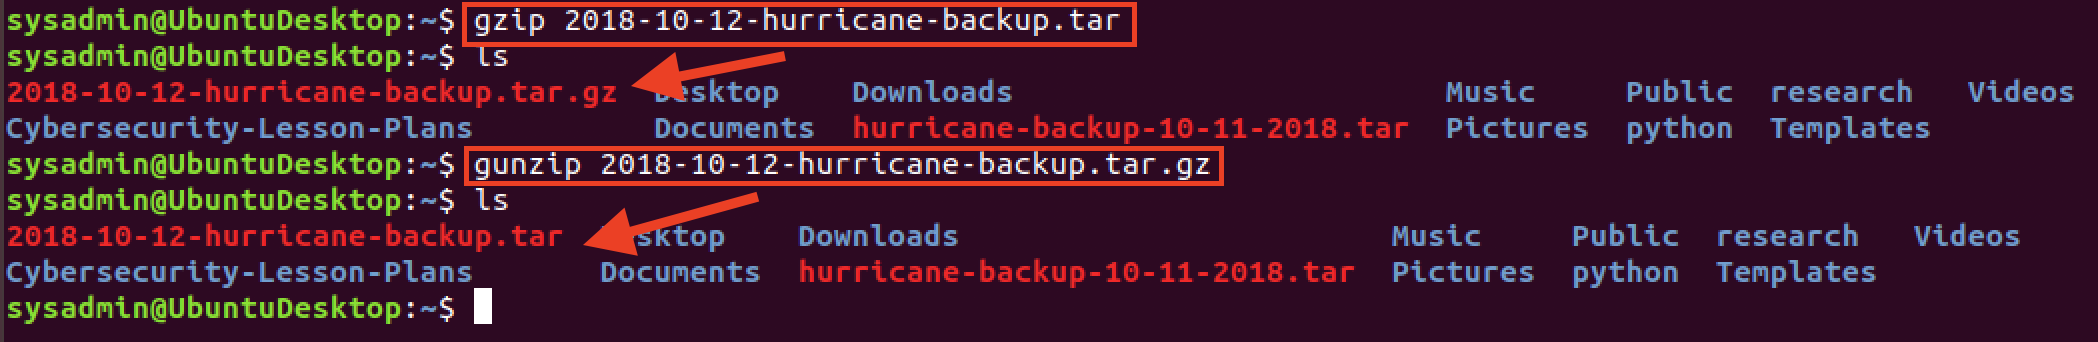 sysadmin@UbuntuDesktop:~$ gzip 2018-10-12-hurricane-backup.tar
sysadmin@UbuntuDesktop:~$ ls
2018-10-12-hurricane-backup.tar.gz Desktop Downloads Music Public research Videos
Cybersecurity-Lesson-Plans Documents hurricane-backup-10-11-2018.tar Pictures python Templates
sysadmin@UbuntuDesktop:~$ gunzip 2018-10-12-hurricane-backup.tar.gz
sysadmin@UbuntuDesktop:~$ ls
2018-10-12-hurricane-backup.tar Desktop Downloads Music Public research Videos
Cybersecurity-Lesson-Plans Documents hurricane-backup-10-11-2018.tar Pictures python Templates
sysadmin@UbuntuDesktop:~$